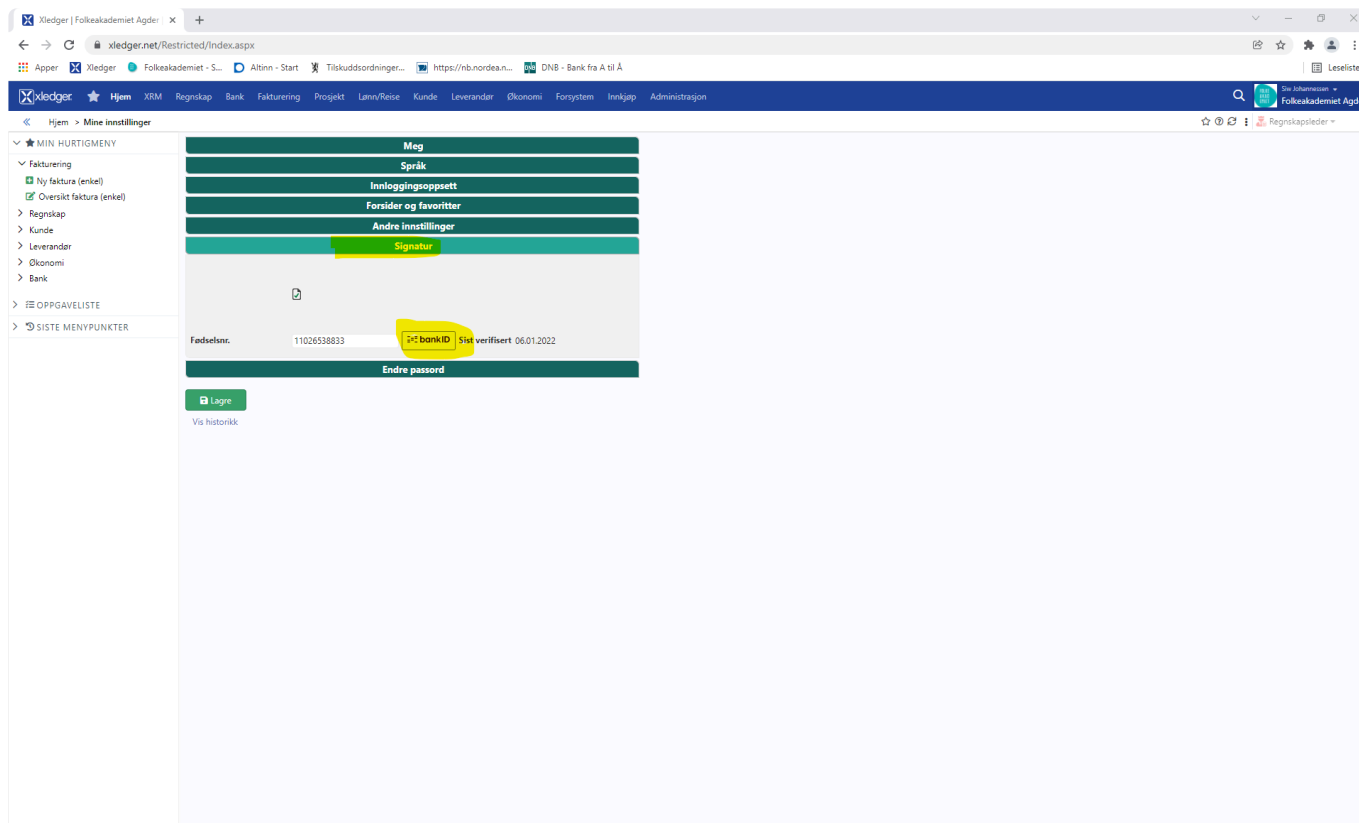 Xledger | Folkeakademiet Agder
xledger.net/Restricted/Index.aspx
Apper Xledger Folkeakademiet - S... Altinn - Start Tilskuddsordninger... https://nb.nordea.n... DNB - Bank fra A til Å Leseliste
xledger Hjem XRM Regnskap Bank Fakturering Prosjekt Lønn/Reise Kunde Leverandør Økonomi Forsystem Innkjøp Administrasjon
Siw Johannessen
Folkeakademiet Agd
Hjem > Mine innstillinger Regnskapsleder
MIN HURTIGMENY
Fakturering
Ny faktura (enkel)
Oversikt faktura (enkel)
Regnskap
Kunde
Leverandør
Økonomi
Bank
OPPGAVELISTE
SISTE MENYPUNKTER
Meg
Språk
Innloggingsoppsett
Forsider og favoritter
Andre innstillinger
Signatur
Fødselsnr. 11026538833 bankID Sist verifisert 06.01.2022
Endre passord
Lagre
Vis historikk